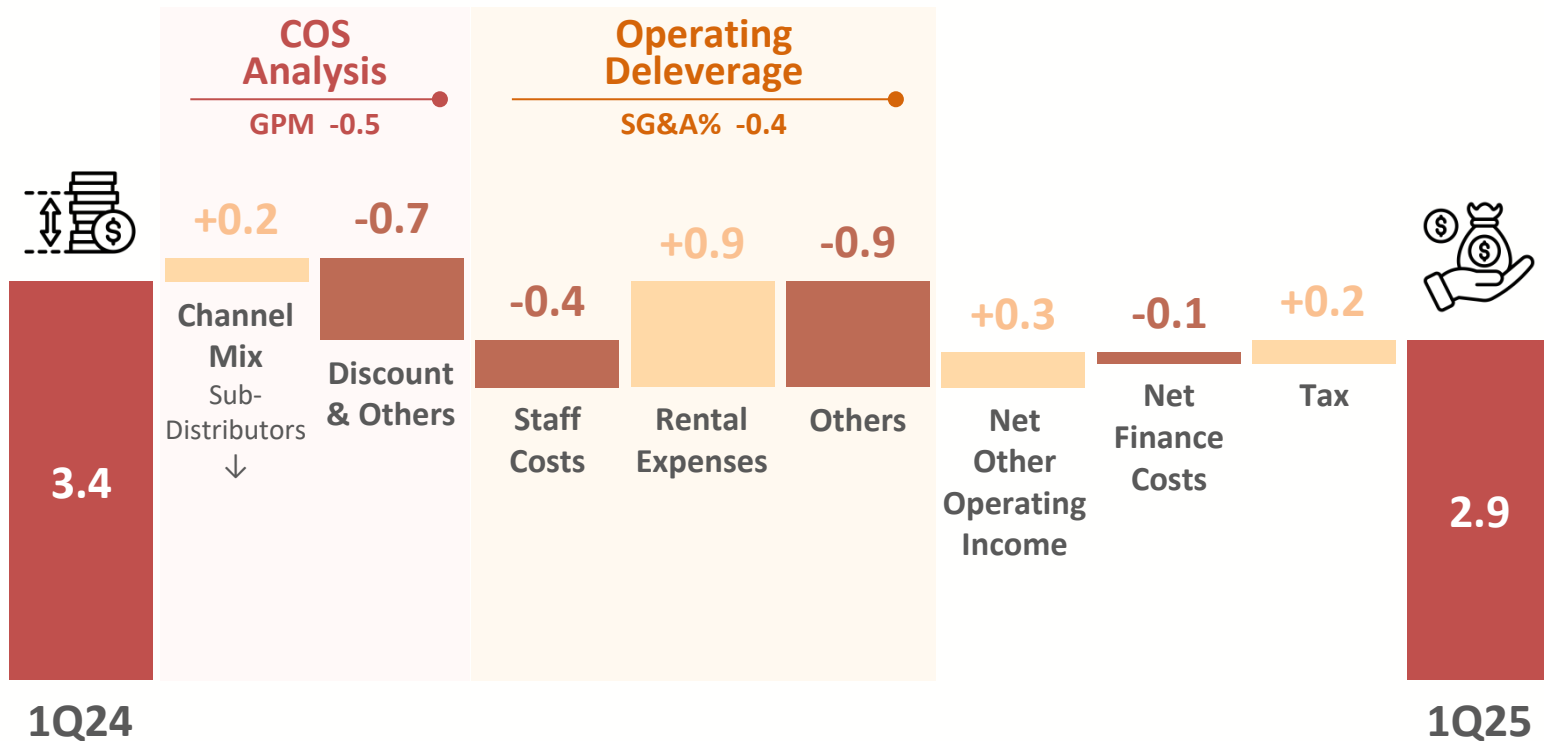 COS
Analysis
GPM -0.5
Operating
Deleverage
SG&A% -0.4
$
3.4
1Q24
+0.2
Channel
Mix
Sub-
Distributors
↓
-0.7
Discount
& Others
-0.4
Staff
Costs
+0.9
Rental
Expenses
-0.9
Others
+0.3
Net
Other
Operating
Income
-0.1
Net
Finance
Costs
+0.2
Tax
$
$
2.9
1Q25